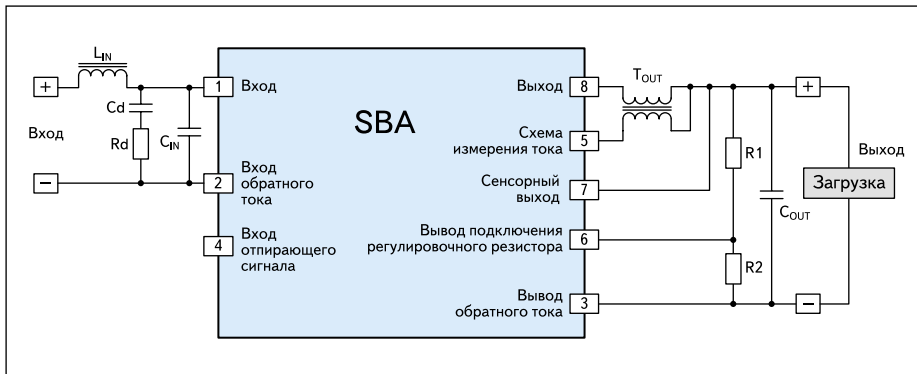 L_IN
+
Cd
Rd
C_IN
Вход
−
1
Вход
2
Вход
обратного
тока
4
Вход
отпирающего
сигнала
SBA
Выход
8
Схема
измерения тока
5
Сенсорный
выход
7
Вывод подключения
регулировочного резистора
6
Вывод
обратного тока
3
T_OUT
R1
R2
C_OUT
+
Выход
Загрузка
−